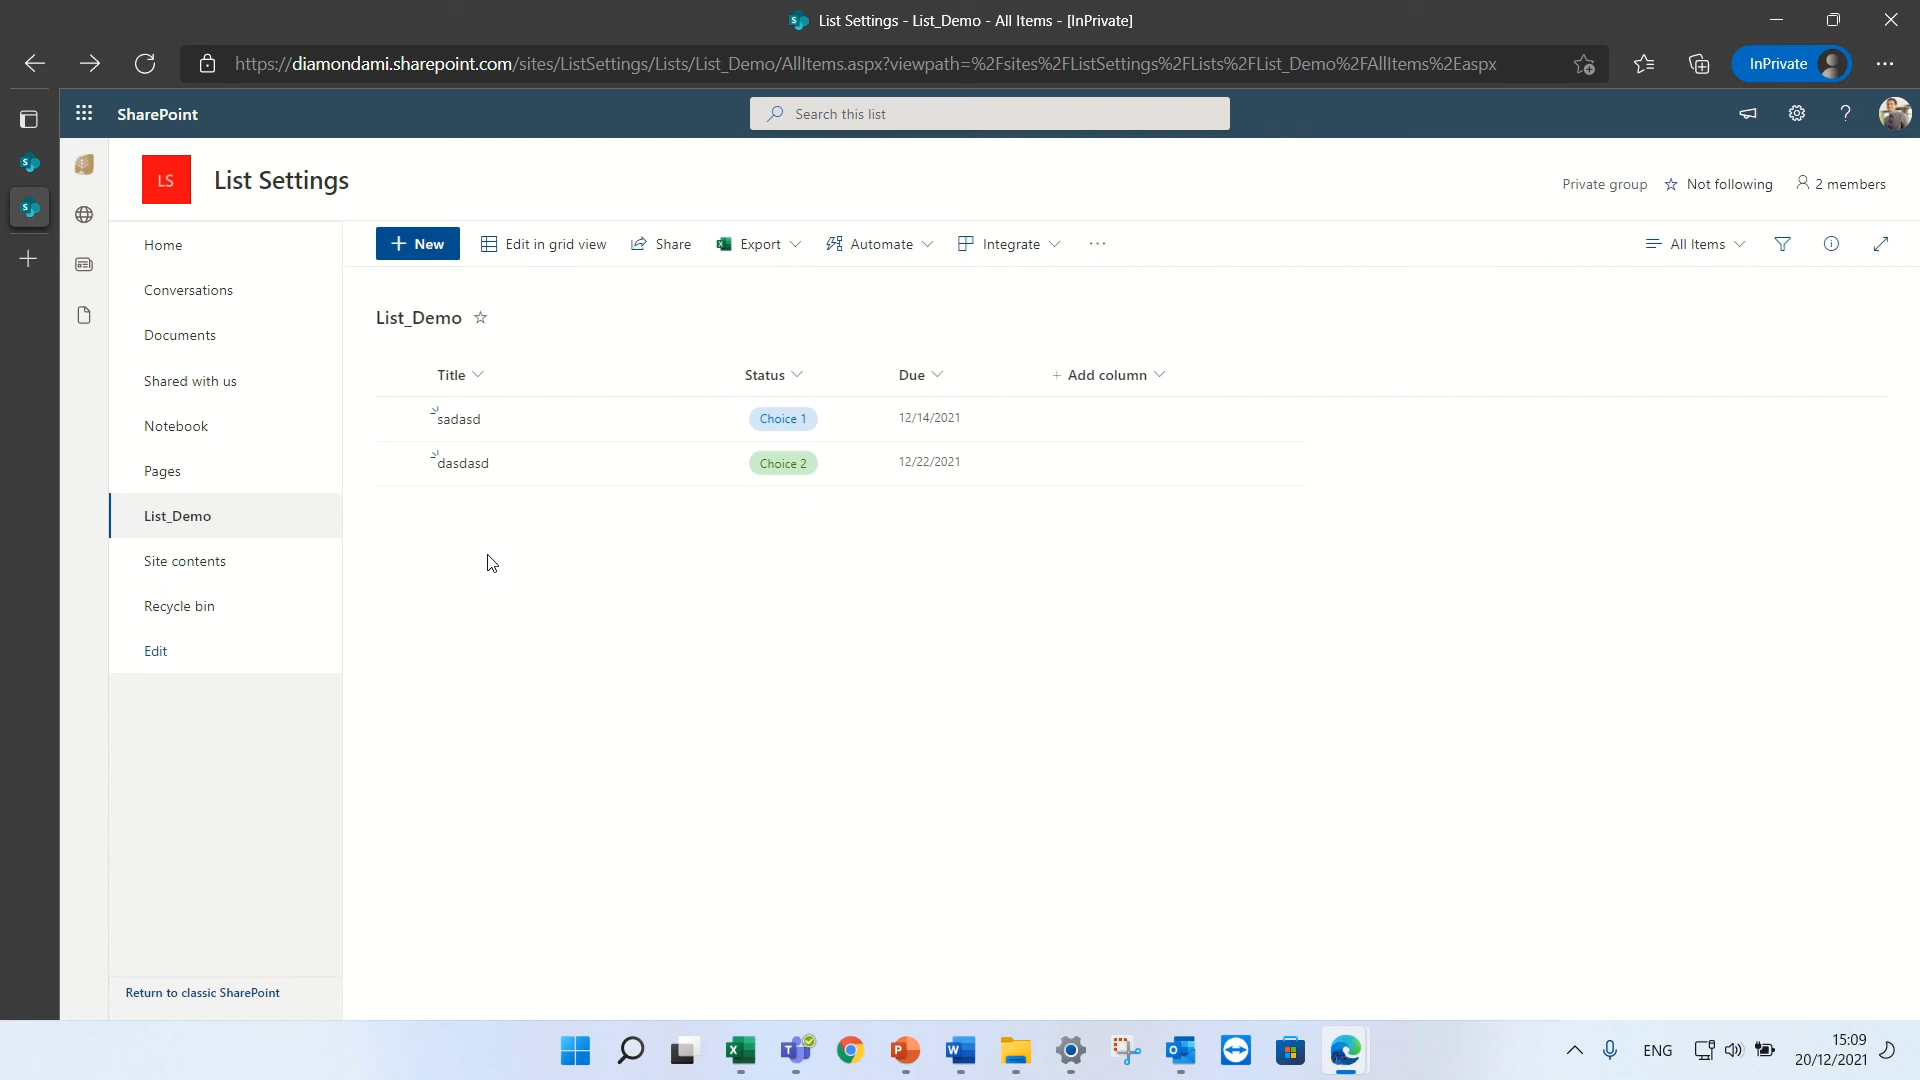 List Settings - List_Demo - All Items - [InPrivate]
https://diamondami.sharepoint.com/sites/ListSettings/Lists/List_Demo/AllItems.aspx?viewpath=%2Fsites%2FListSettings%2FLists%2FList_Demo%2FAllItems%2Easpx
InPrivate
SharePoint
Search this list
LS
List Settings
Private group
Not following
2 members
Home
Conversations
Documents
Shared with us
Notebook
Pages
List_Demo
Site contents
Recycle bin
Edit
Return to classic SharePoint
+ New
Edit in grid view
Share
Export
Automate
Integrate
...
All Items
List_Demo
Title
Status
Due
+ Add column
sadasd
Choice 1
12/14/2021
dasdasd
Choice 2
12/22/2021
ENG
15:09
20/12/2021